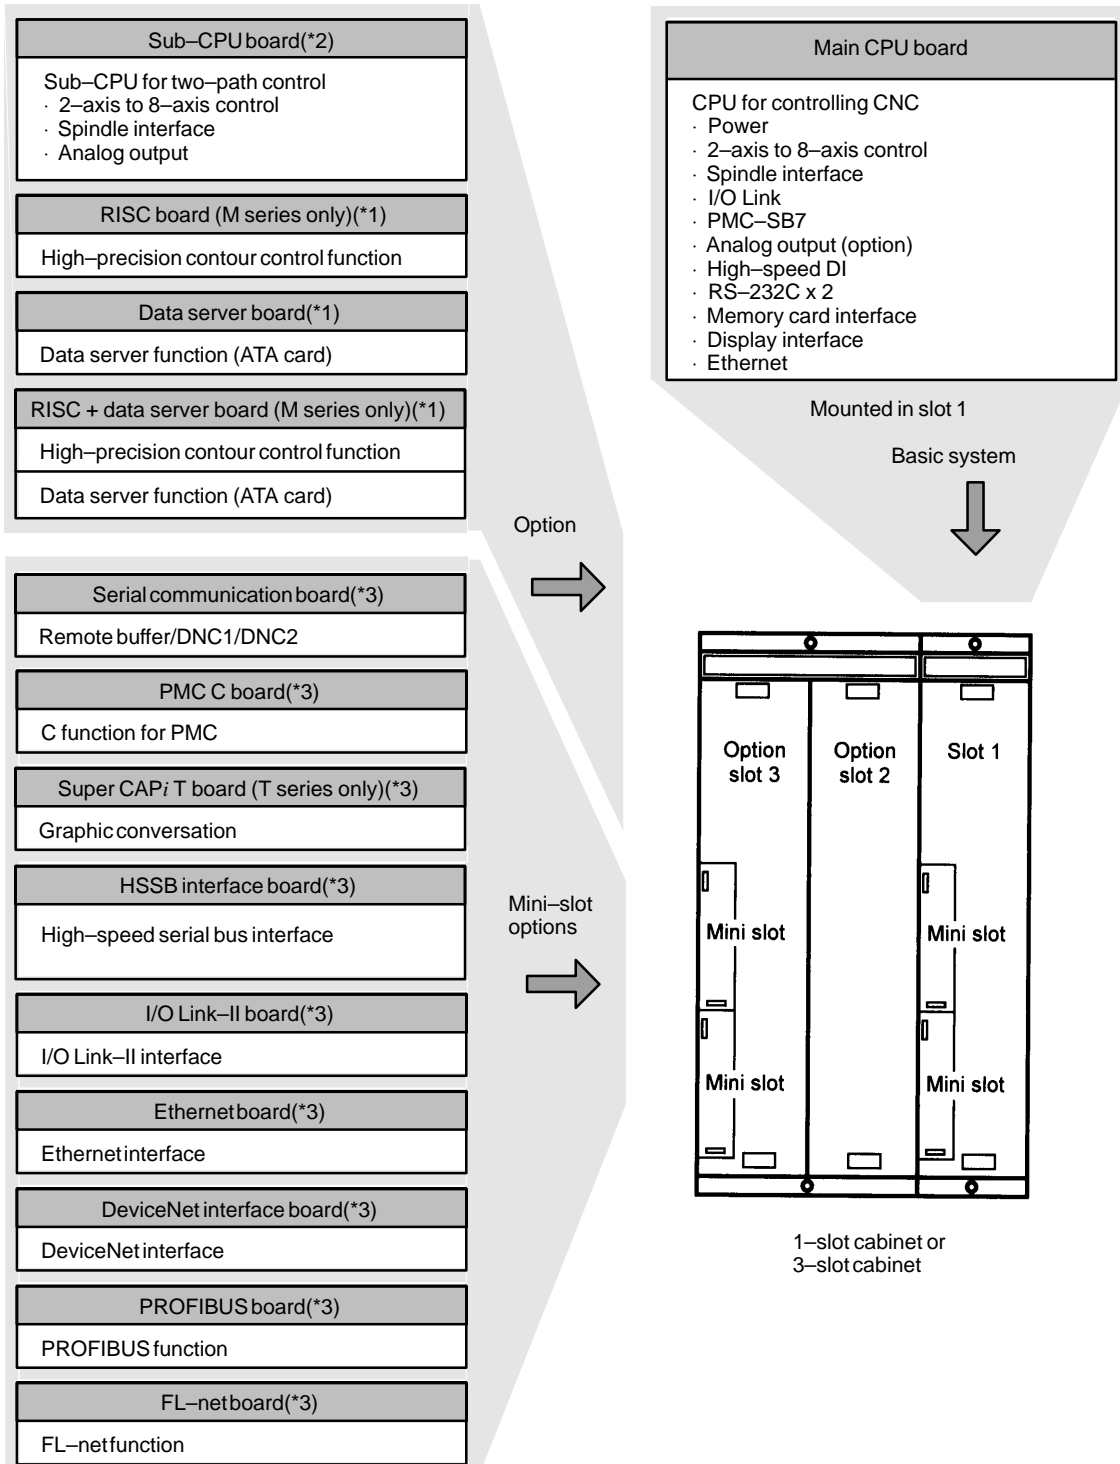 Sub–CPU board(*2)
Sub–CPU for two–path control
· 2–axis to 8–axis control
· Spindle interface
· Analog output
RISC board (M series only)(*1)
High–precision contour control function
Data server board(*1)
Data server function (ATA card)
RISC + data server board (M series only)(*1)
High–precision contour control function
Data server function (ATA card)
Serial communication board(*3)
Remote buffer/DNC1/DNC2
PMC C board(*3)
C function for PMC
Super CAPi T board (T series only)(*3)
Graphic conversation
HSSB interface board(*3)
High–speed serial bus interface
I/O Link–II board(*3)
I/O Link–II interface
Ethernet board(*3)
Ethernet interface
DeviceNet interface board(*3)
DeviceNet interface
PROFIBUS board(*3)
PROFIBUS function
FL–net board(*3)
FL–net function
Option
Mini–slot
options
Main CPU board
CPU for controlling CNC
· Power
· 2–axis to 8–axis control
· Spindle interface
· I/O Link
· PMC–SB7
· Analog output (option)
· High–speed DI
· RS–232C x 2
· Memory card interface
· Display interface
· Ethernet
Mounted in slot 1
Basic system
Option
slot 3
Option
slot 2
Slot 1
Mini slot
Mini slot
Mini slot
Mini slot
1–slot cabinet or
3–slot cabinet